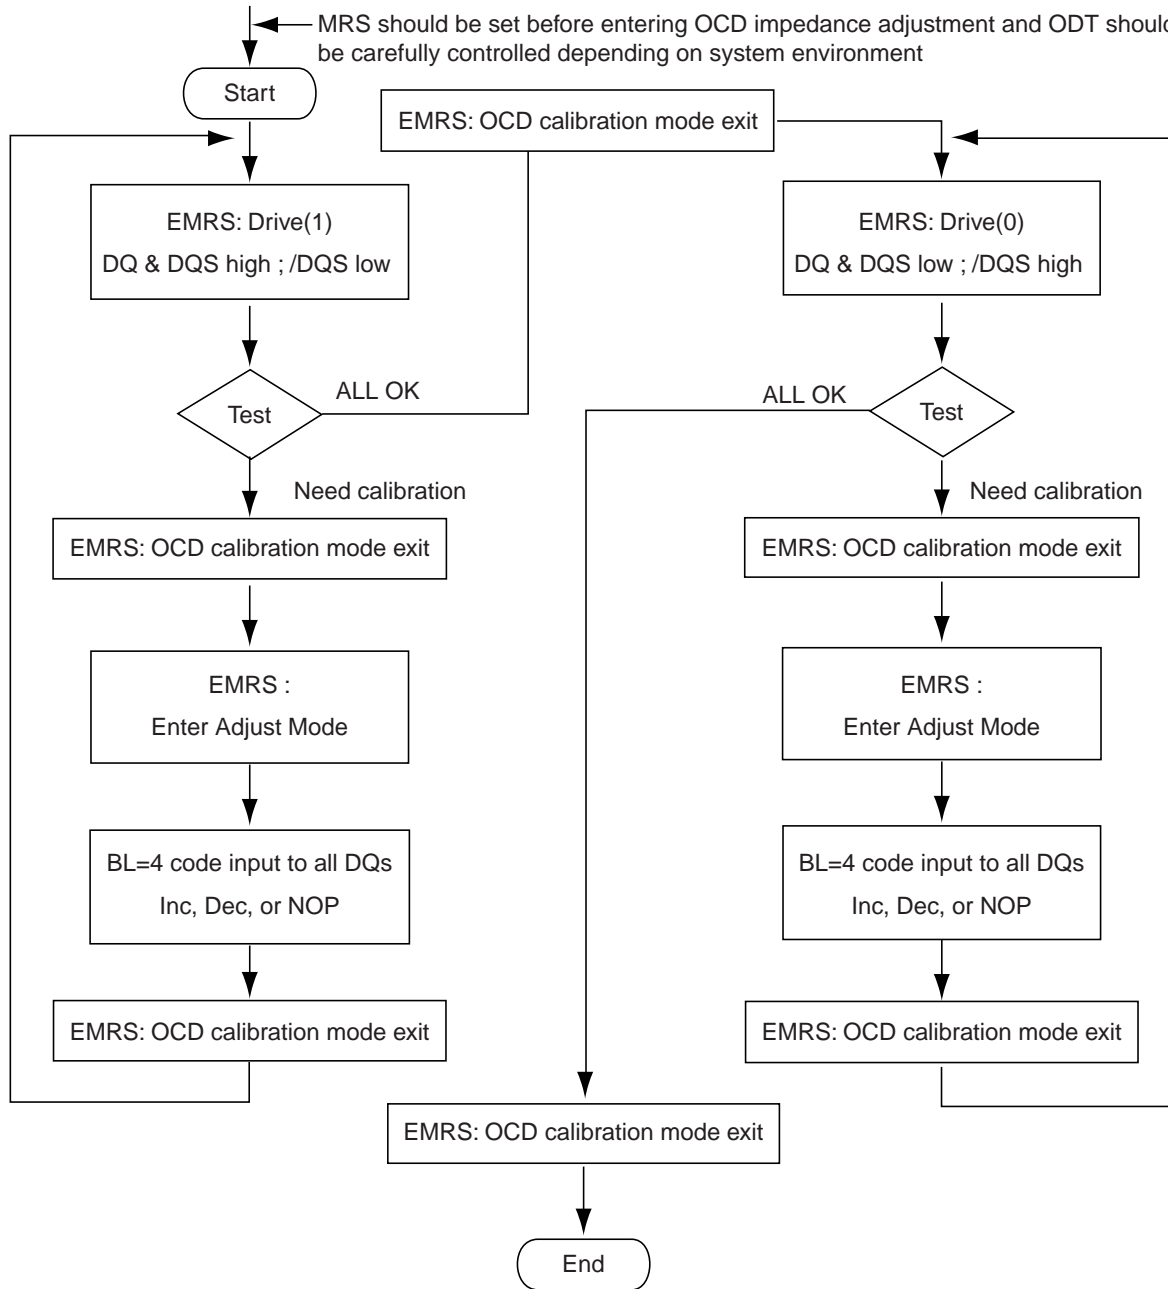 MRS should be set before entering OCD impedance adjustment and ODT should
be carefully controlled depending on system environment
Start
EMRS: OCD calibration mode exit
EMRS: Drive(1)
DQ & DQS high ; /DQS low
EMRS: Drive(0)
DQ & DQS low ; /DQS high
ALL OK
Test
ALL OK
Test
Need calibration
Need calibration
EMRS: OCD calibration mode exit
EMRS: OCD calibration mode exit
EMRS :
Enter Adjust Mode
EMRS :
Enter Adjust Mode
BL=4 code input to all DQs
Inc, Dec, or NOP
BL=4 code input to all DQs
Inc, Dec, or NOP
EMRS: OCD calibration mode exit
EMRS: OCD calibration mode exit
EMRS: OCD calibration mode exit
End